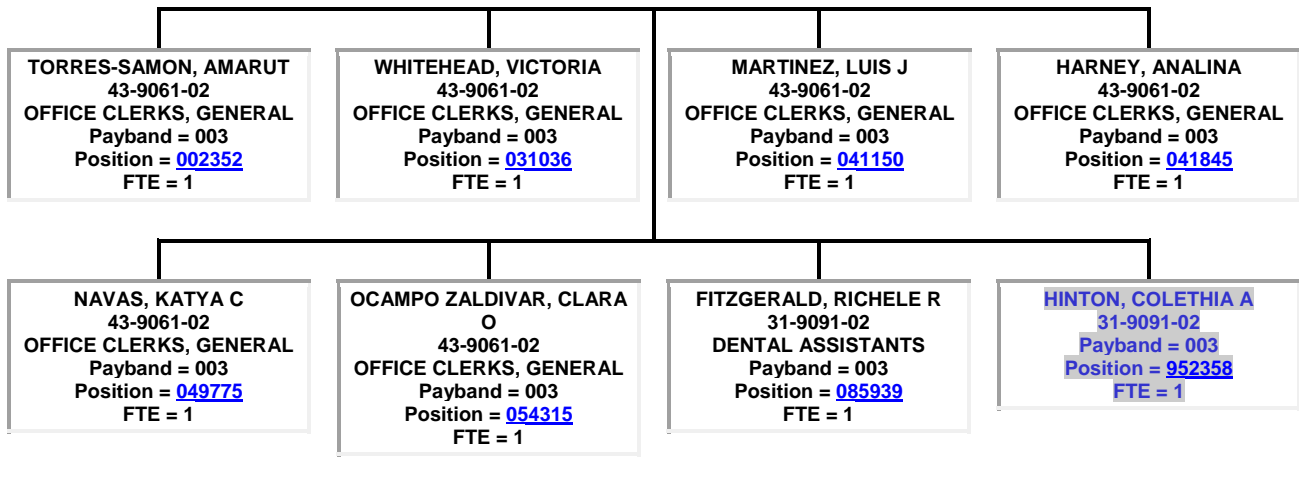 TORRES-SAMON, AMARUT
43-9061-02
OFFICE CLERKS, GENERAL
Payband = 003
Position = 002352
FTE = 1
WHITEHEAD, VICTORIA
43-9061-02
OFFICE CLERKS, GENERAL
Payband = 003
Position = 031036
FTE = 1
MARTINEZ, LUIS J
43-9061-02
OFFICE CLERKS, GENERAL
Payband = 003
Position = 041150
FTE = 1
HARNEY, ANALINA
43-9061-02
OFFICE CLERKS, GENERAL
Payband = 003
Position = 041845
FTE = 1
NAVAS, KATYA C
43-9061-02
OFFICE CLERKS, GENERAL
Payband = 003
Position = 049775
FTE = 1
OCAMPO ZALDIVAR, CLARA
O
43-9061-02
OFFICE CLERKS, GENERAL
Payband = 003
Position = 054315
FTE = 1
FITZGERALD, RICHELE R
31-9091-02
DENTAL ASSISTANTS
Payband = 003
Position = 085939
FTE = 1
HINTON, COLETHIA A
31-9091-02
Payband = 003
Position = 952358
FTE = 1